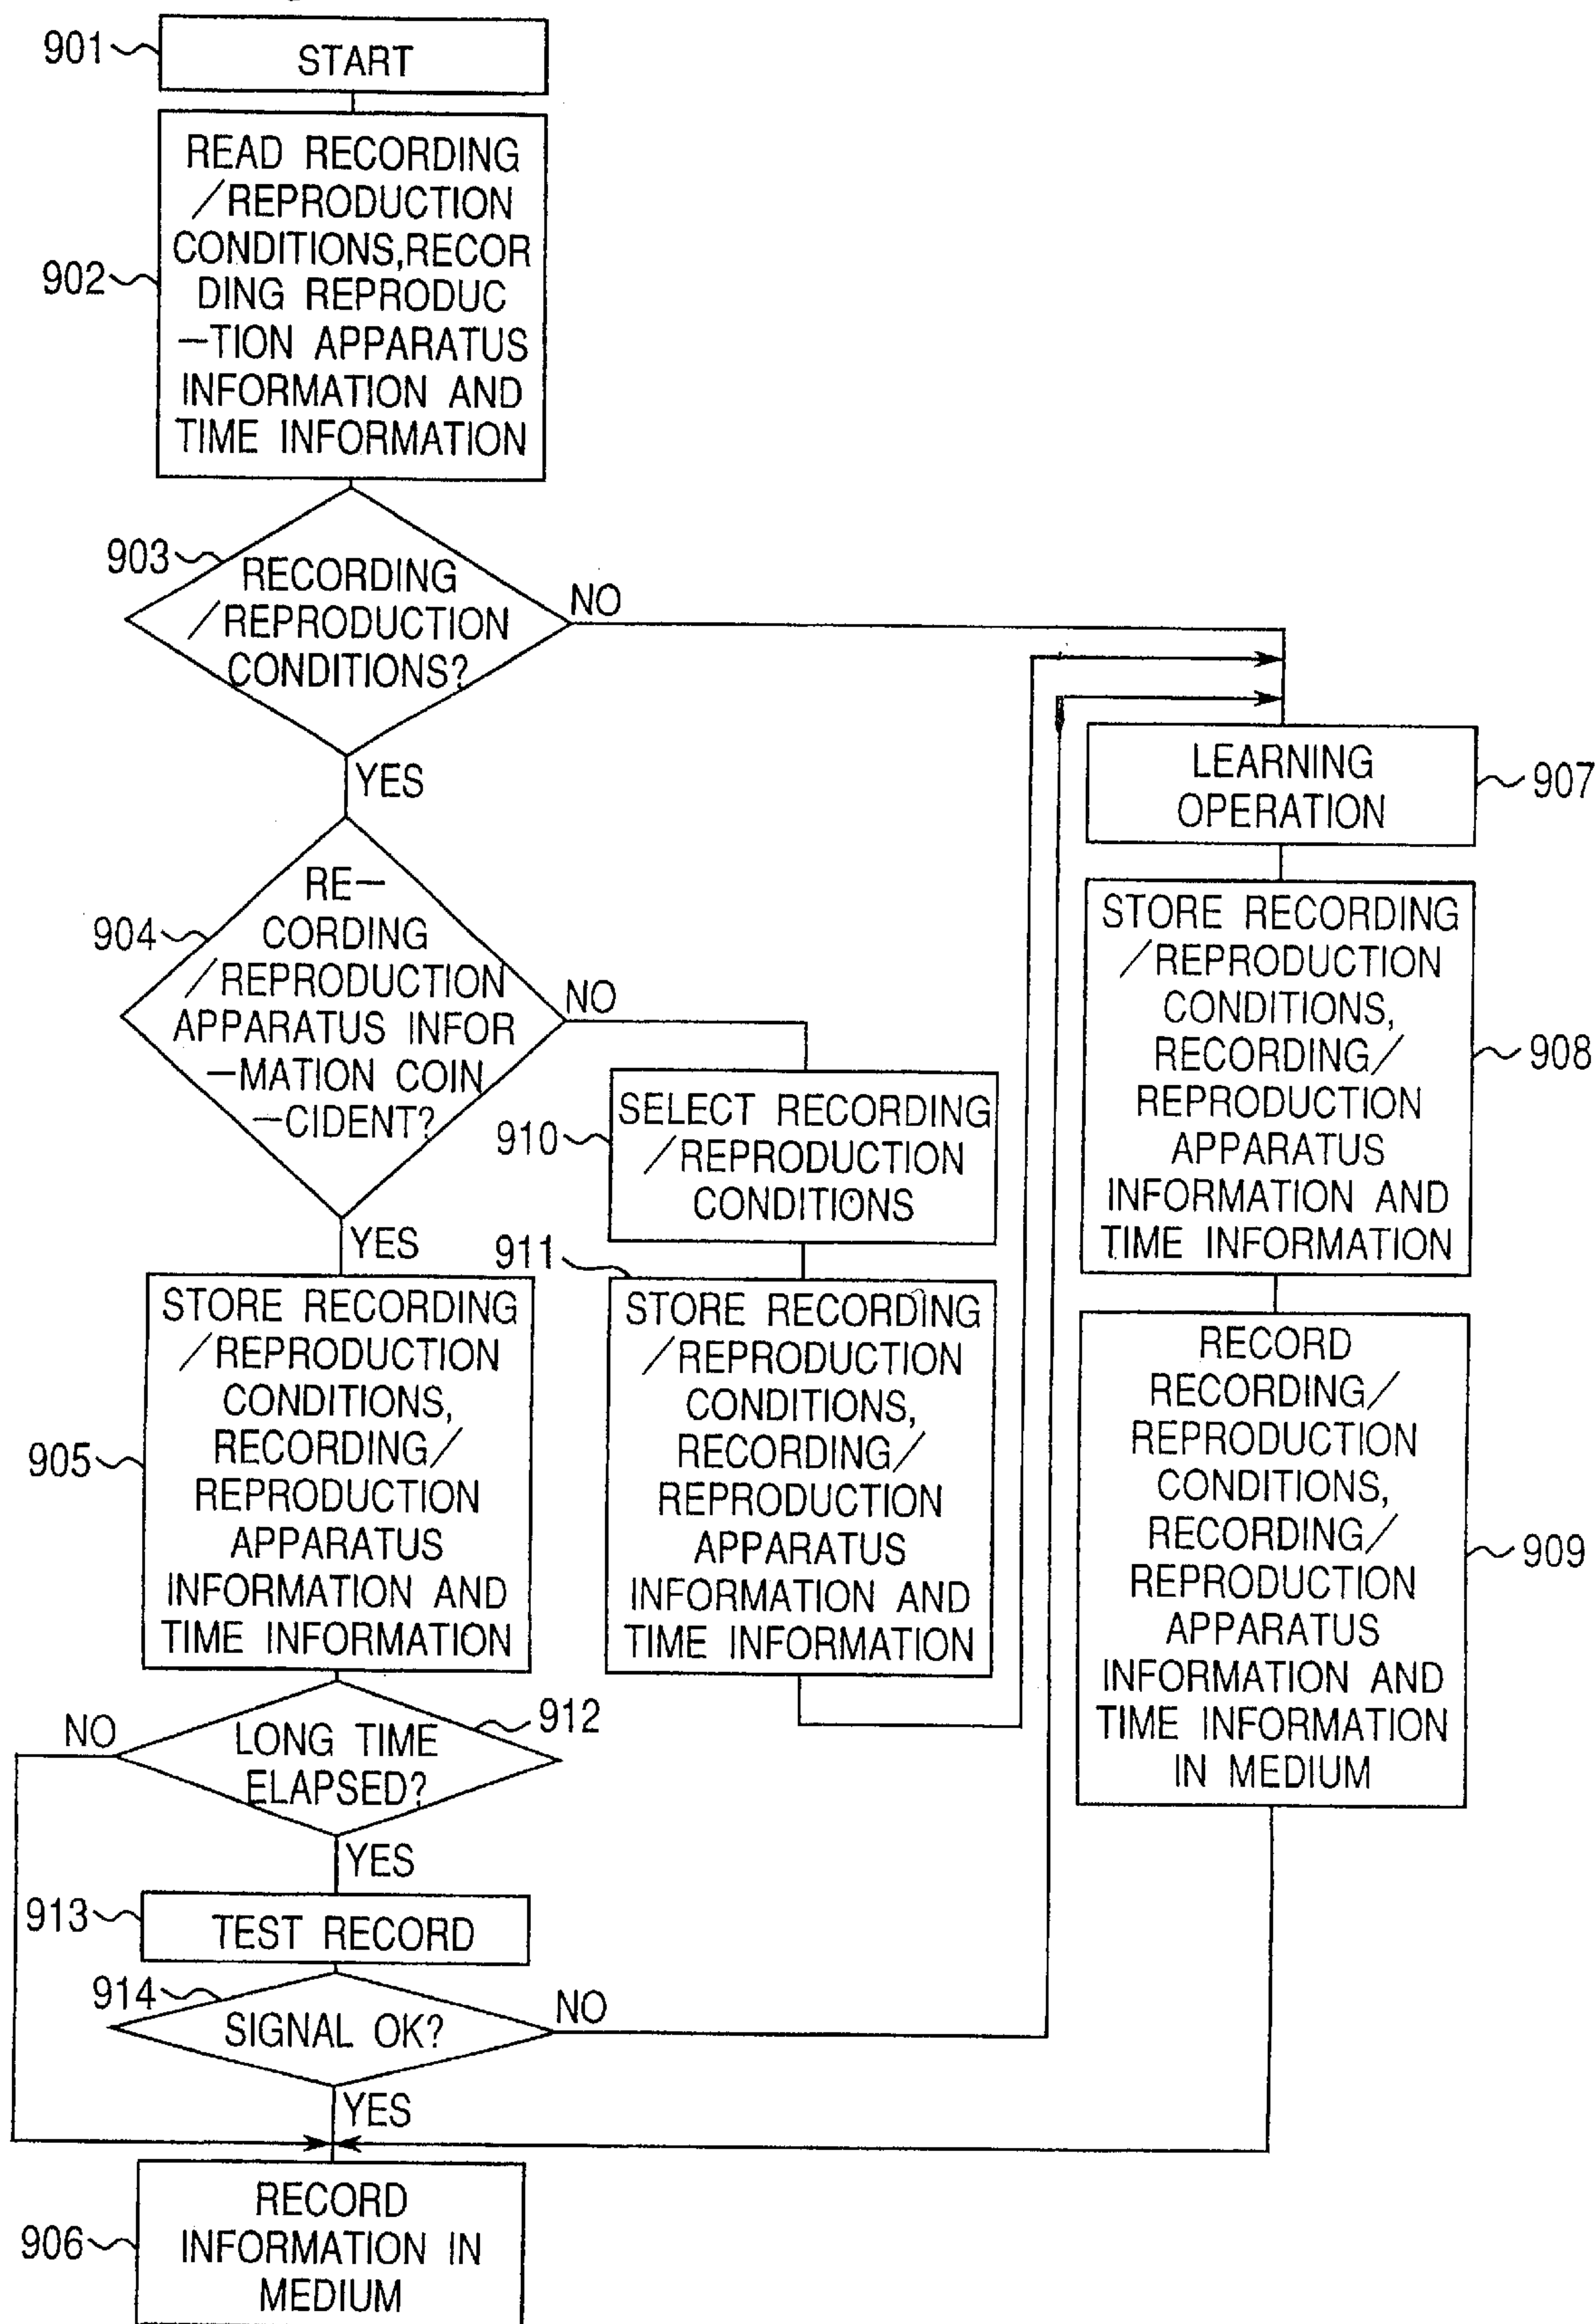 901
START
902
READ RECORDING
/REPRODUCTION
CONDITIONS,RECOR
DING REPRODUC
-TION APPARATUS
INFORMATION AND
TIME INFORMATION
903
RECORDING
/REPRODUCTION
CONDITIONS?
NO
YES
904
RE-
CORDING
/REPRODUCTION
APPARATUS INFOR
-MATION COIN
-CIDENT?
NO
YES
905
STORE RECORDING
/REPRODUCTION
CONDITIONS,
RECORDING/
REPRODUCTION
APPARATUS
INFORMATION AND
TIME INFORMATION
910
SELECT RECORDING
/REPRODUCTION
CONDITIONS
911
STORE RECORDING
/REPRODUCTION
CONDITIONS,
RECORDING/
REPRODUCTION
APPARATUS
INFORMATION AND
TIME INFORMATION
LEARNING
OPERATION
907
STORE RECORDING
/REPRODUCTION
CONDITIONS,
RECORDING/
REPRODUCTION
APPARATUS
INFORMATION AND
TIME INFORMATION
908
RECORD
RECORDING/
REPRODUCTION
CONDITIONS,
RECORDING/
REPRODUCTION
APPARATUS
INFORMATION AND
TIME INFORMATION
IN MEDIUM
909
912
LONG TIME
ELAPSED?
NO
YES
913
TEST RECORD
914
SIGNAL OK?
NO
YES
906
RECORD
INFORMATION IN
MEDIUM